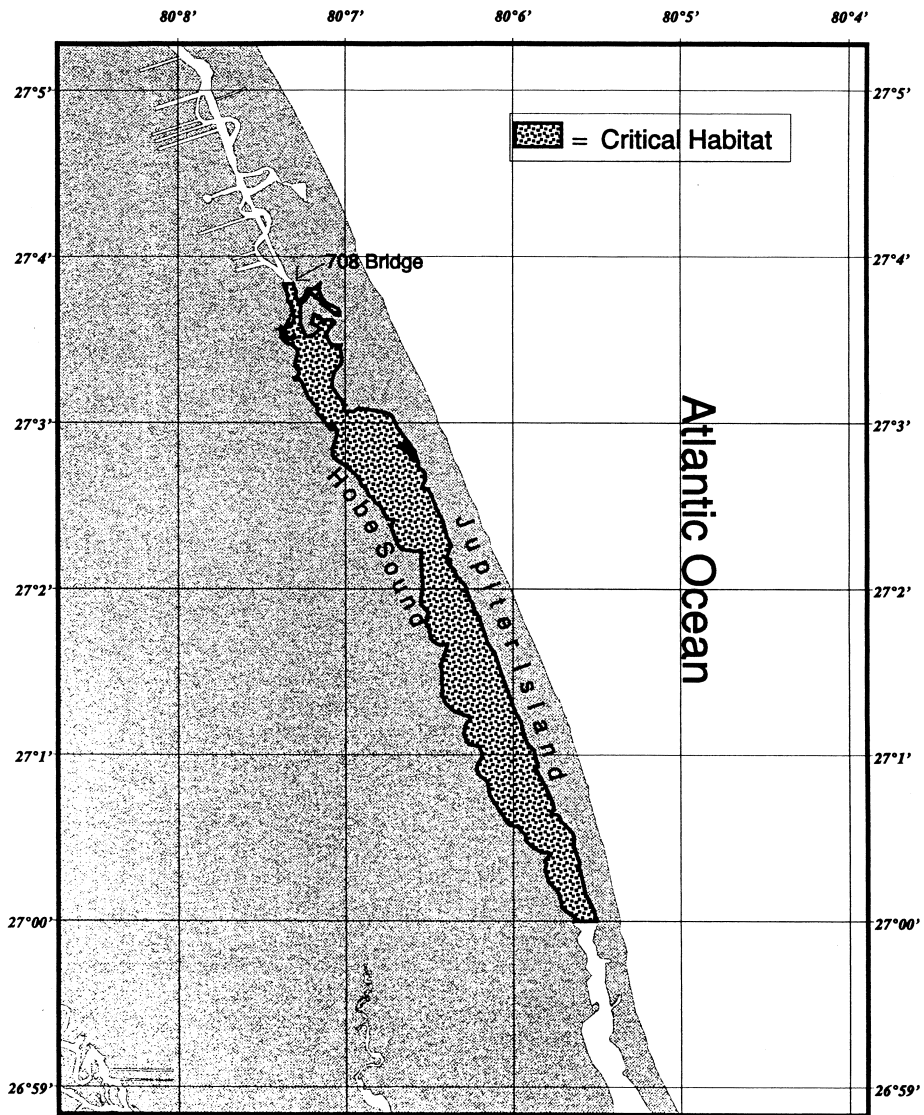 80°8' 80°7' 80°6' 80°5' 80°4'
27°5' 27°5'
= Critical Habitat
27°4' 27°4'
708 Bridge
27°3' 27°3'
Atlantic Ocean
Hobe Sound
Jupiter Island
27°2' 27°2'
27°1' 27°1'
27°00' 27°00'
26°59' 26°59'